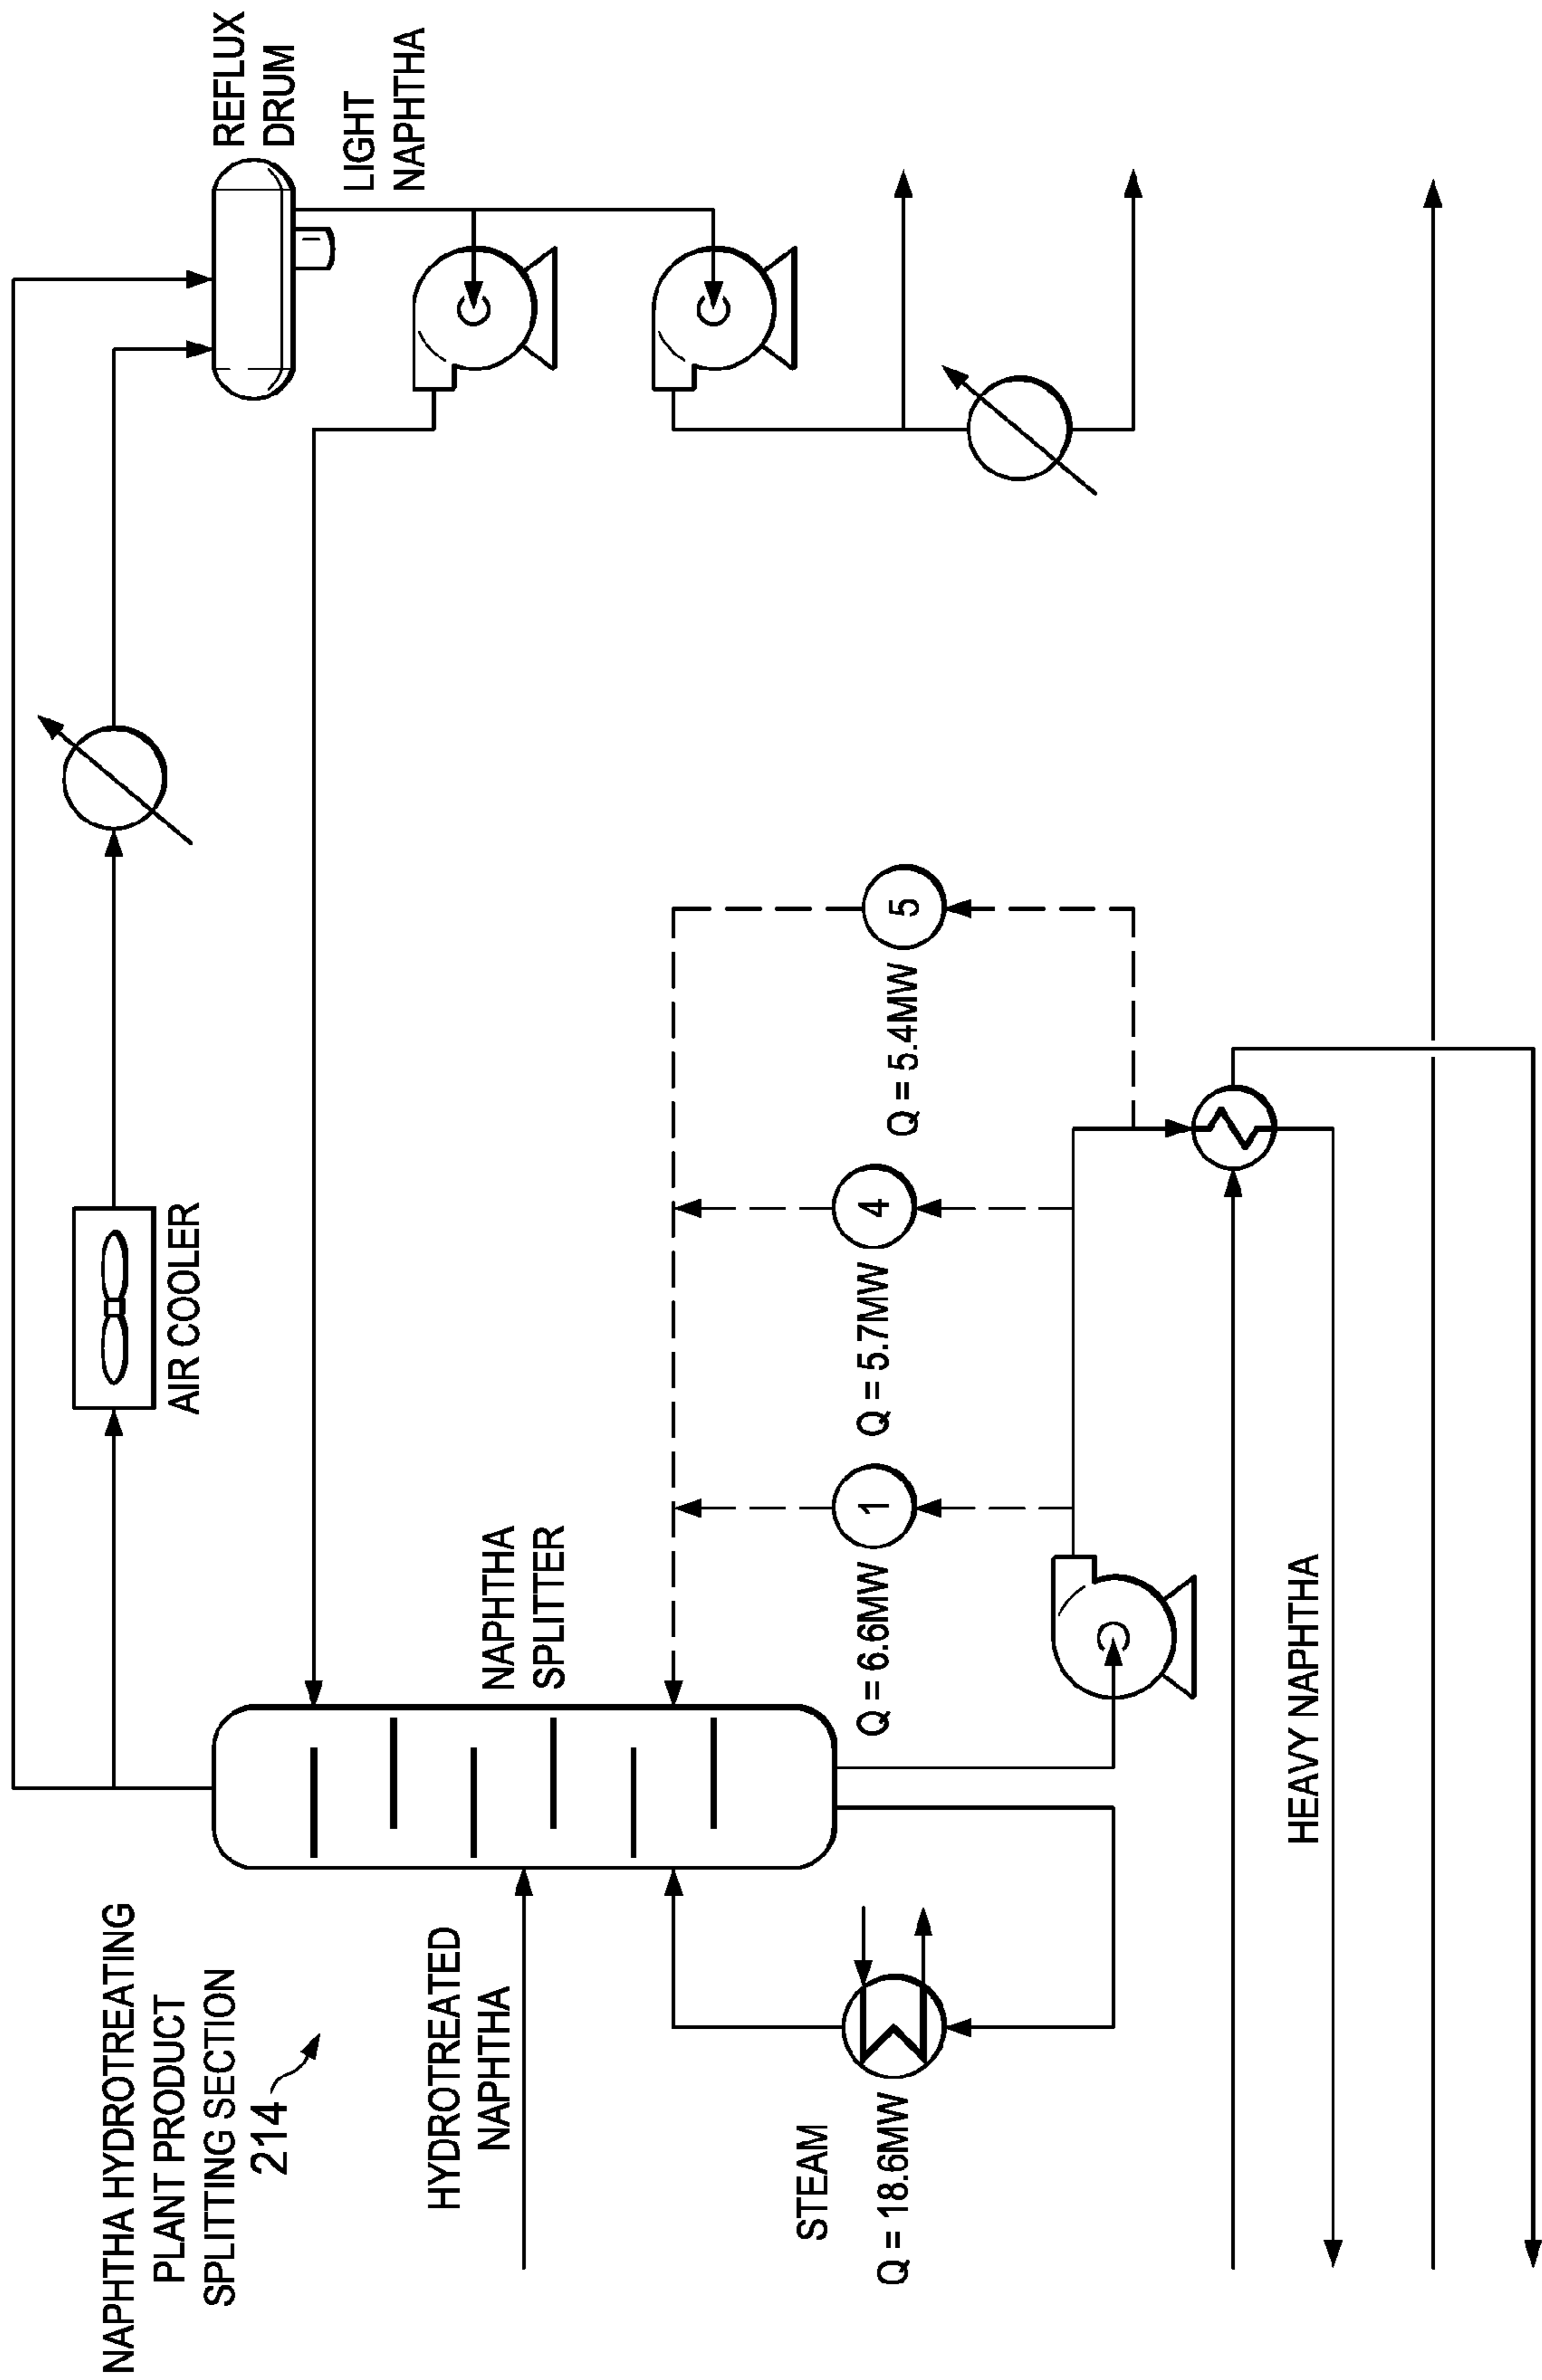 NAPHTHA HYDROTREATING
PLANT PRODUCT
SPLITTING SECTION
214
AIR COOLER
REFLUX
DRUM
LIGHT
NAPHTHA
HYDROTREATED
NAPHTHA
NAPHTHA
SPLITTER
STEAM
Q = 18.6MW
1
Q = 6.6MW
4
Q = 5.7MW
5
Q = 5.4MW
HEAVY NAPHTHA